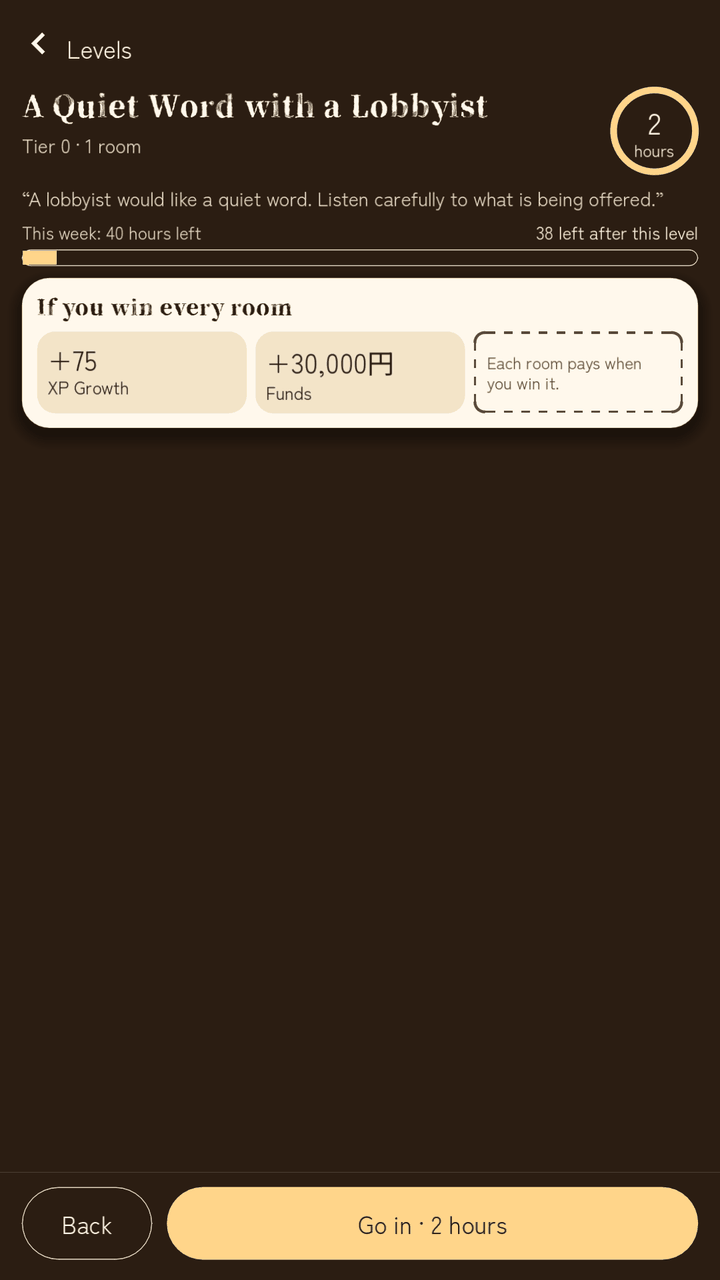 Levels
A Quiet Word with a Lobbyist
Tier 0 · 1 room
2
hours
“A lobbyist would like a quiet word. Listen carefully to what is being offered.”
This week: 40 hours left
38 left after this level
If you win every room
+75
XP Growth
+30,000円
Funds
Each room pays when
you win it.
Back
Go in · 2 hours